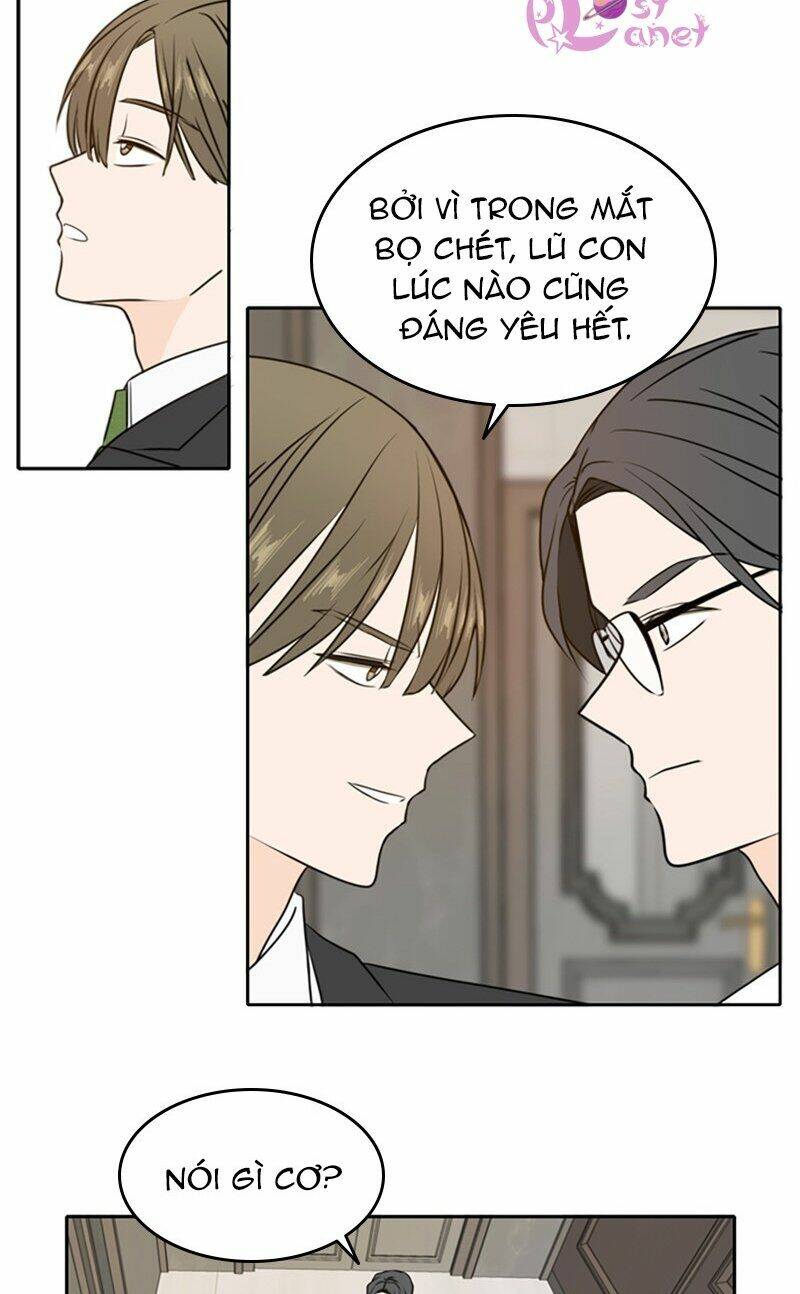 Lost
Planet
BỞI VÌ TRONG MẮT
BỌ CHÉT, LŨ CON
LÚC NÀO CŨNG
ĐÁNG YÊU HẾT.
NÓI GÌ CƠ?